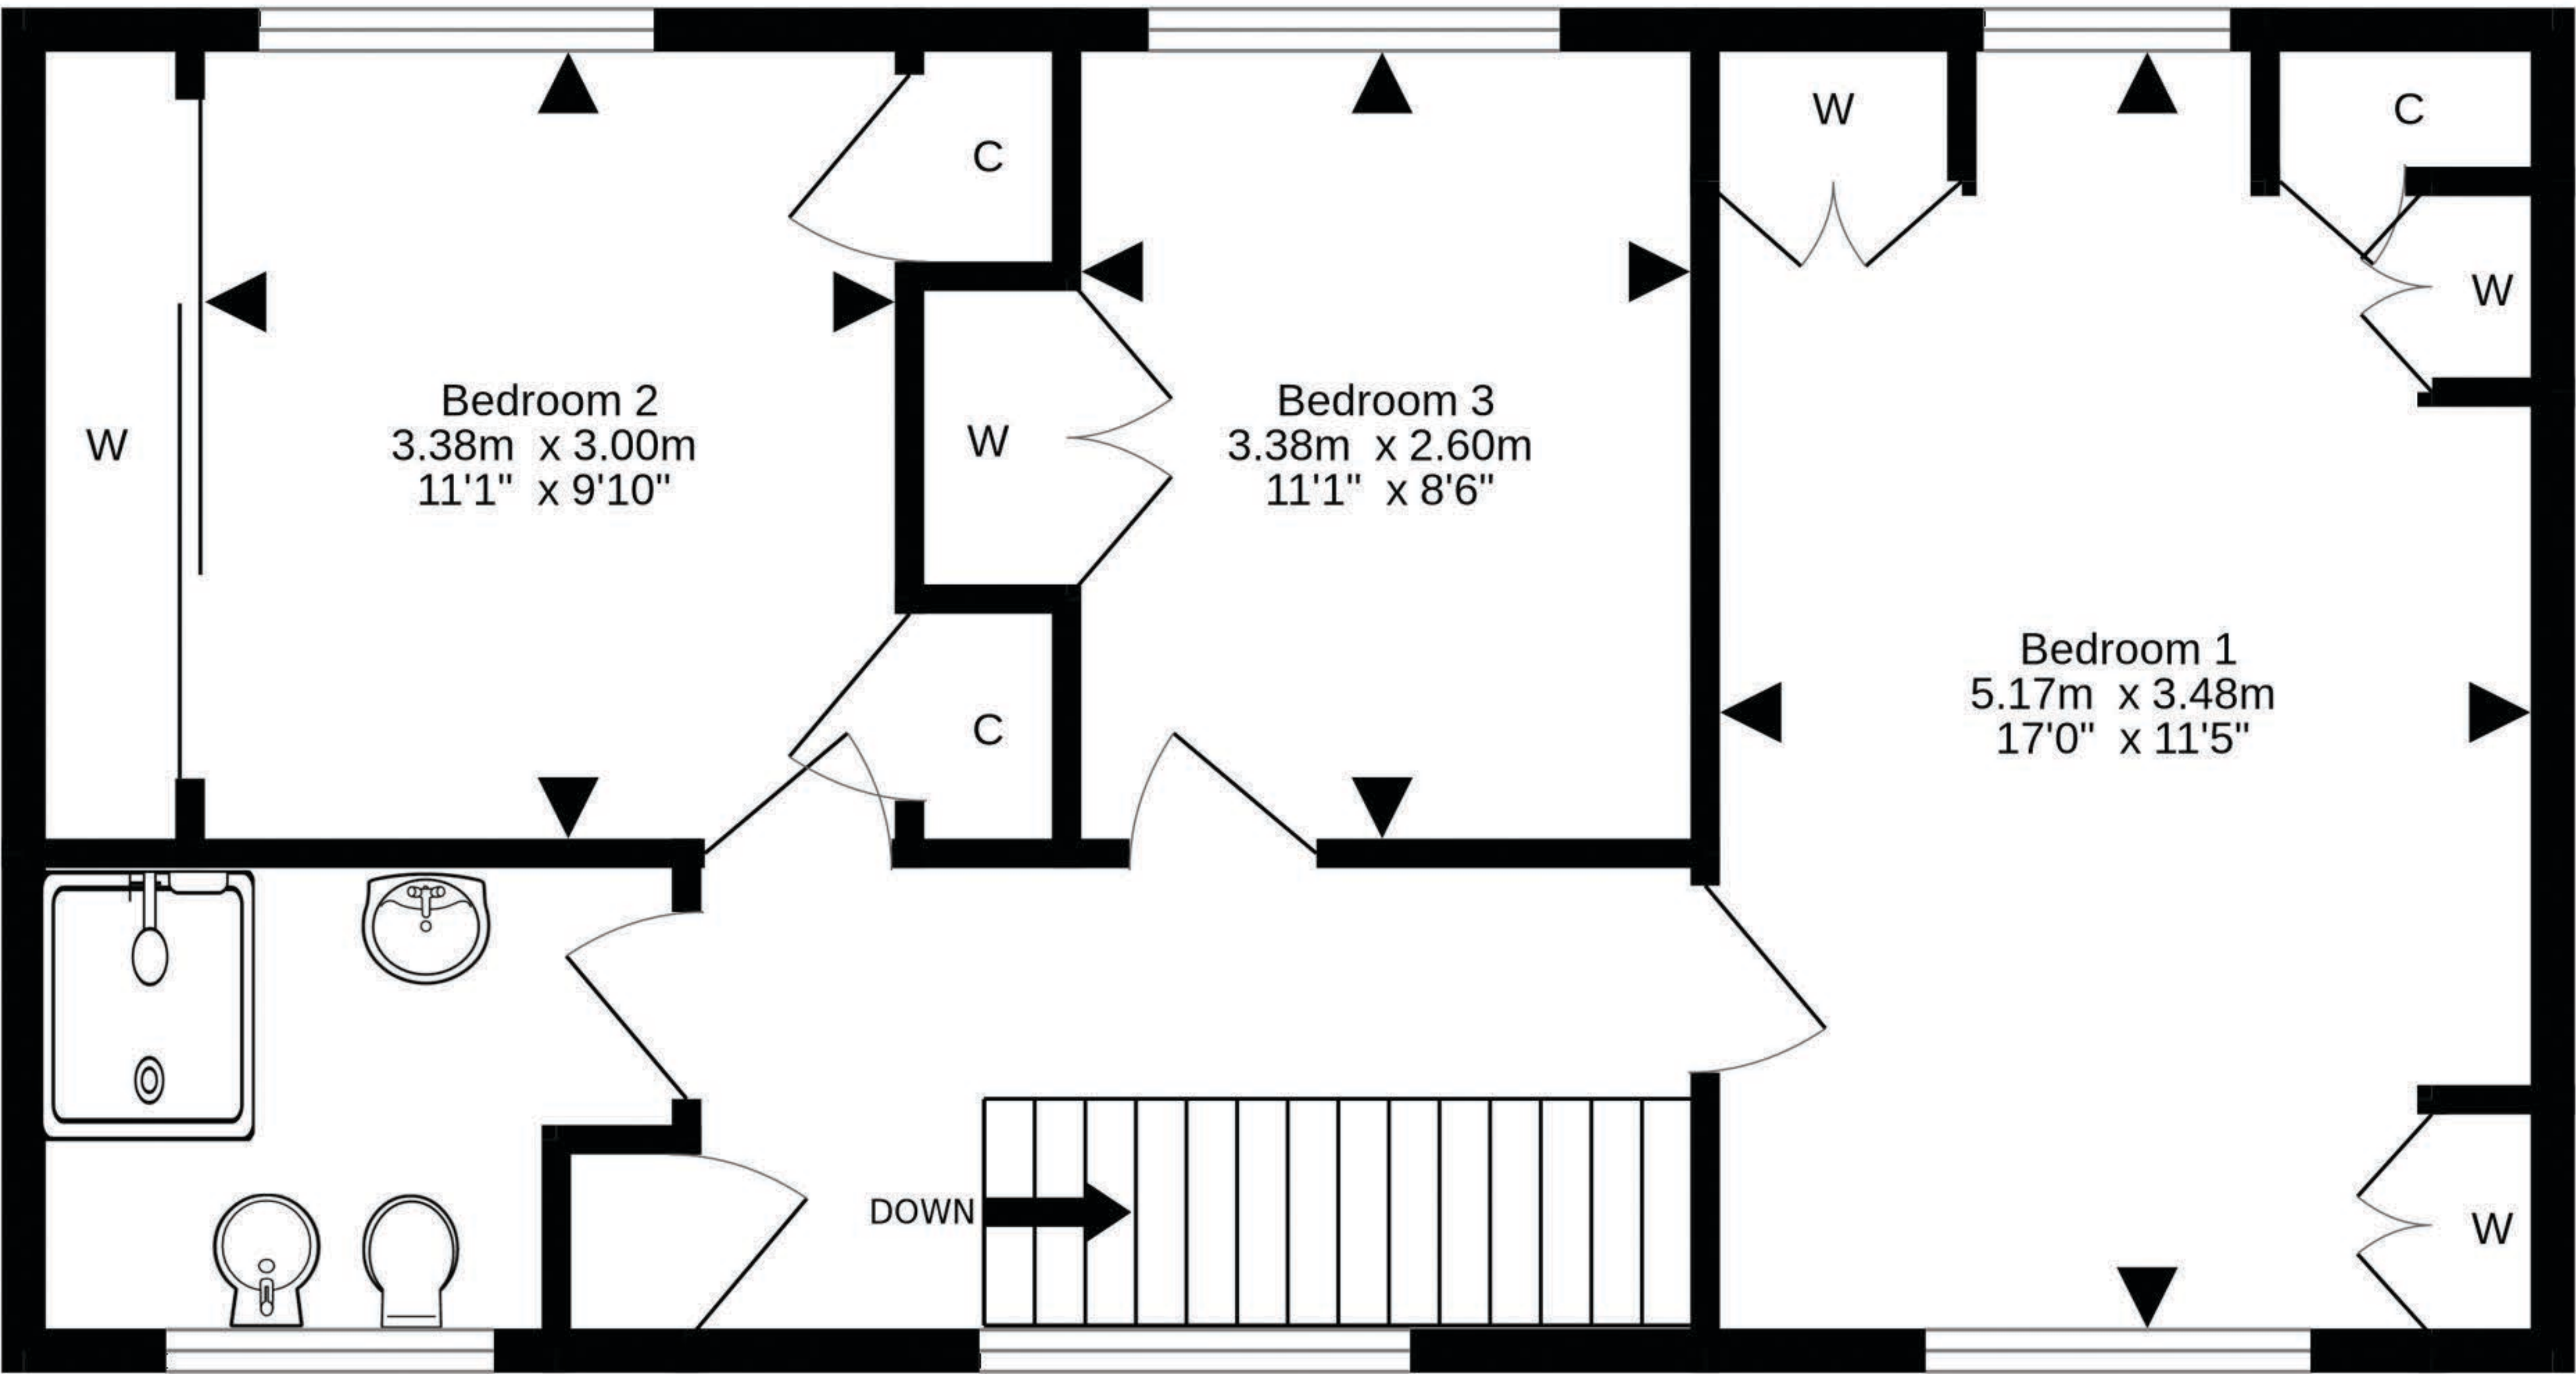 W
C
C
W
Bedroom 2
3.38m x 3.00m
11'1" x 9'10"
W
Bedroom 3
3.38m x 2.60m
11'1" x 8'6"
W
C
Bedroom 1
5.17m x 3.48m
17'0" x 11'5"
DOWN
W